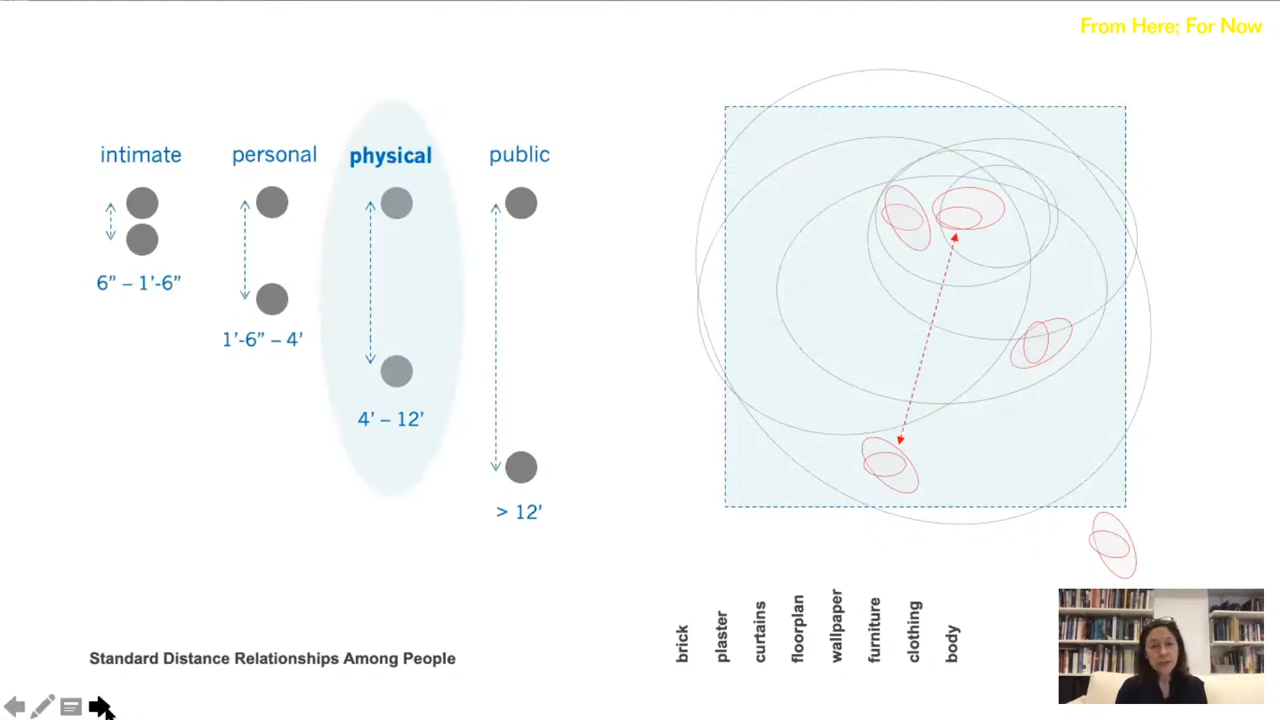 From Here; For Now
intimate
personal
physical
public
6” – 1’-6”
1’-6” – 4’
4’ – 12’
> 12’
Standard Distance Relationships Among People
brick
plaster
curtains
floorplan
wallpaper
furniture
clothing
body